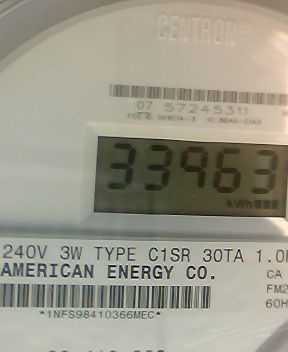 CENTRON®
07 57245311
33963
kWh
240V 3W TYPE C1SR 30TA 1.0
AMERICAN ENERGY CO.
CA
FM2
60H
*1NFS98410366MEC*